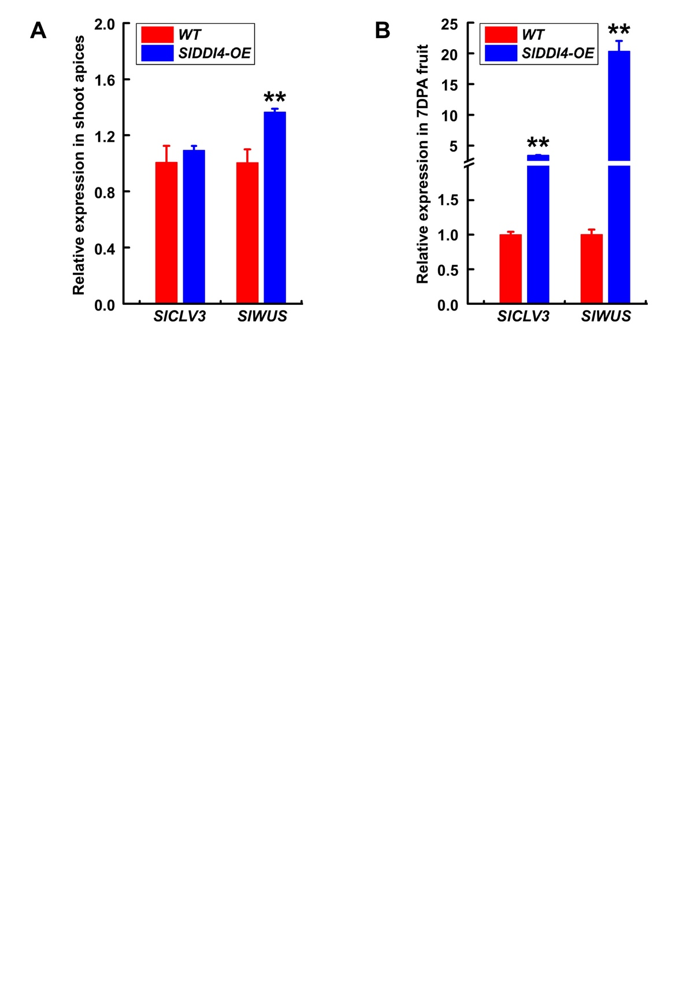 A
Relative expression in shoot apices
2.0
1.6
1.2
0.8
0.4
0.0
WT
SlDDI4-OE
**
SlCLV3
SlWUS
B
Relative expression in 7DPA fruit
25
20
15
10
5
1.5
1.0
0.5
0.0
WT
SlDDI4-OE
**
**
SlCLV3
SlWUS